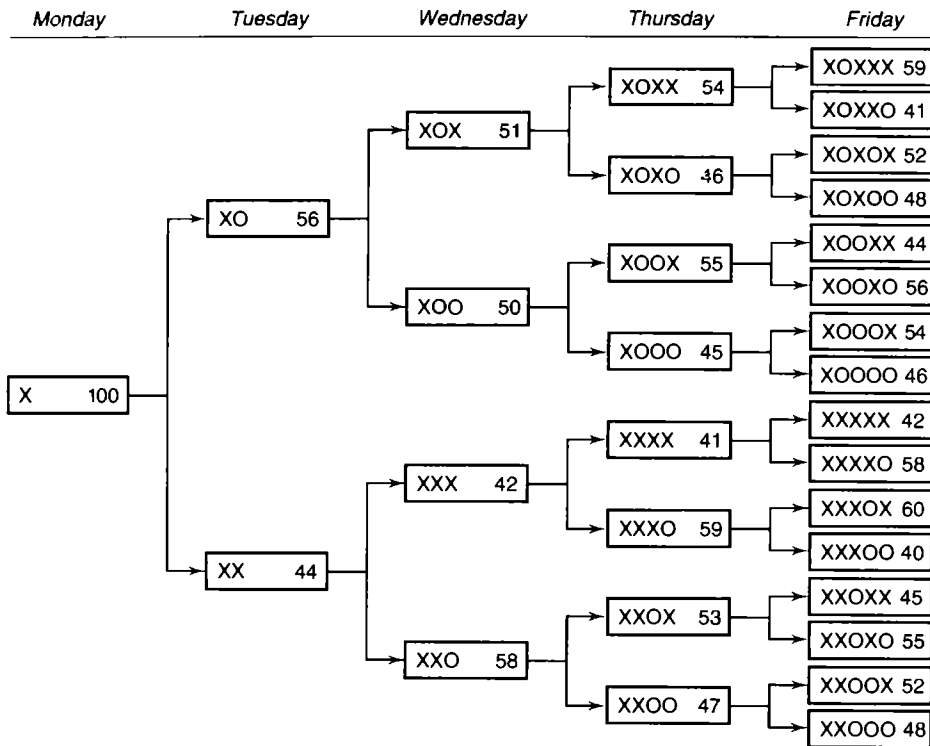 Monday Tuesday Wednesday Thursday Friday
XOXXX 59
XOXX 54
XOXXO 41
XOX 51
XOXOX 52
XOXO 46
XOXOO 48
XO 56
XOOXX 44
XOOX 55
XOOXO 56
XOO 50
XOOOX 54
XOOO 45
XOOOO 46
X 100
XXXXX 42
XXXX 41
XXXXO 58
XXX 42
XXXOX 60
XXXO 59
XXXOO 40
XX 44
XXOXX 45
XXOX 53
XXOXO 55
XXO 58
XXOOX 52
XXOO 47
XXOOO 48